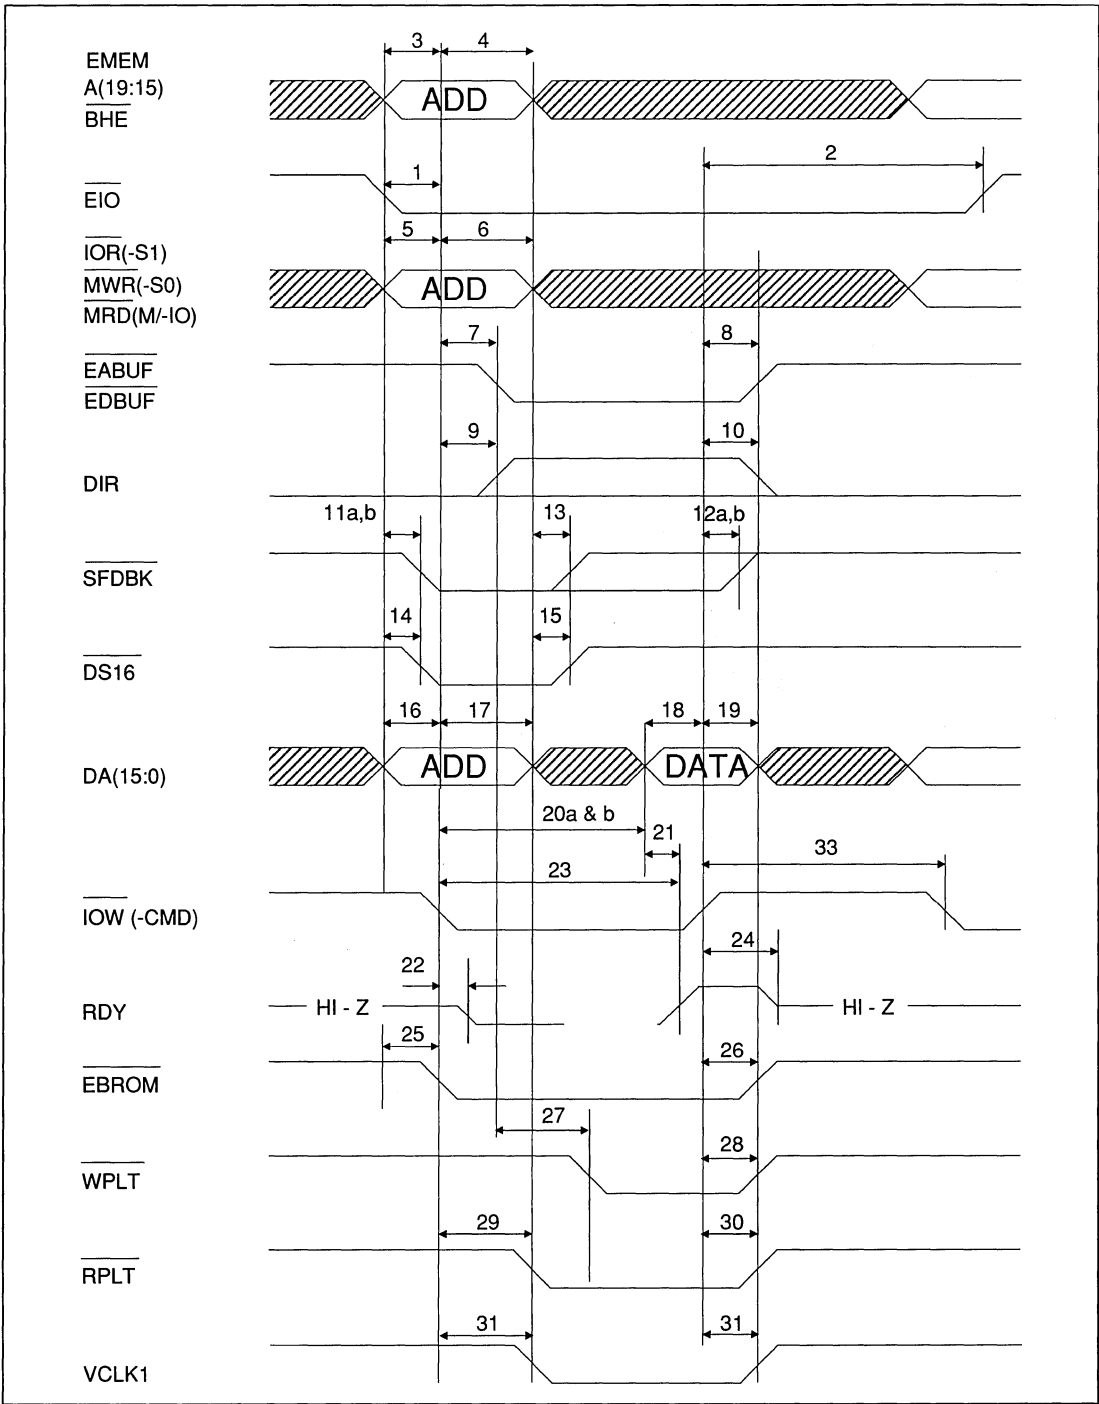 3 4
EMEM
A(19:15)
ADD
BHE
2
1
EIO
5 6
IOR(-S1)
MWR(-S0)
ADD
MRD(M/-IO)
7 8
EABUF
EDBUF
9 10
DIR
11a,b 13 12a,b
SFDBK
14 15
DS16
16 17 18 19
DA(15:0) ADD DATA
20a & b
21
33
23
IOW (-CMD)
24
22
RDY HI - Z HI - Z
25 26
EBROM
27
28
WPLT
29 30
RPLT
31 31
VCLK1